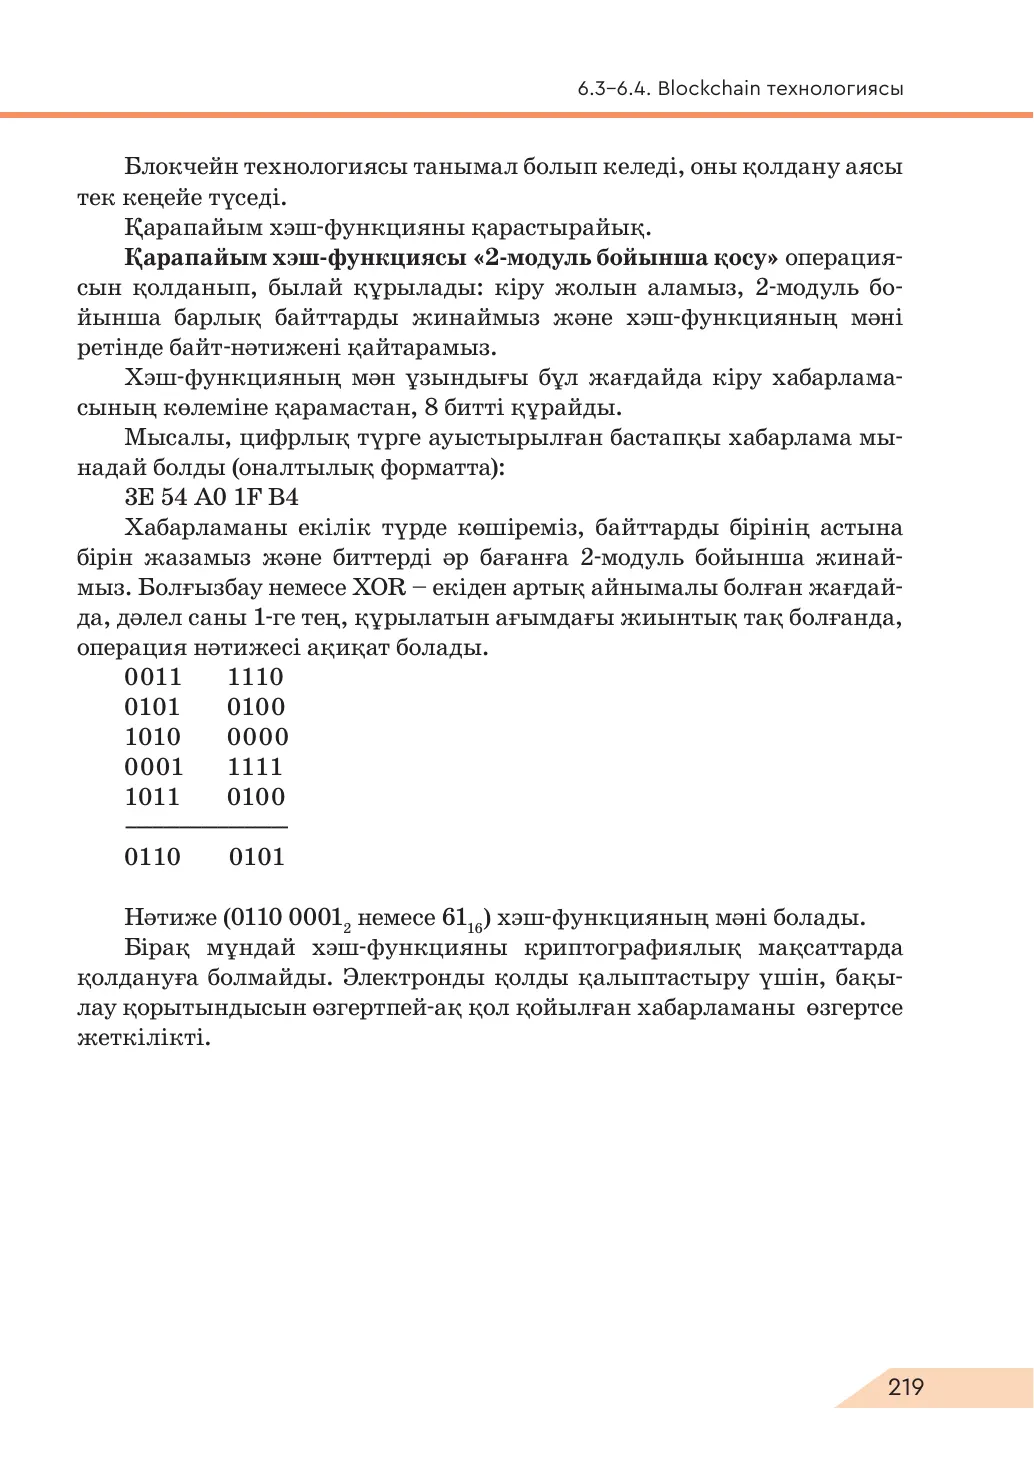 6.3–6.4. Blockchain технологиясы
Блокчейн технологиясы танымал болып келеді, оны қолдану аясы
тек кеңейе түседі.
Қарапайым хэш-функцияны қарастырайық.
Қарапайым хэш-функциясы «2-модуль бойынша қосу» операция-
сын қолданып, былай құрылады: кіру жолын аламыз, 2-модуль бо-
йынша барлық байттарды жинаймыз және хэш-функцияның мәні
ретінде байт-нәтижені қайтарамыз.
Хэш-функцияның мән ұзындығы бұл жағдайда кіру хабарлама-
сының көлеміне қарамастан, 8 битті құрайды.
Мысалы, цифрлық түрге ауыстырылған бастапқы хабарлама мы-
надай болды (оналтылық форматта):
3E 54 A0 1F B4
Хабарламаны екілік түрде көшіреміз, байттарды бірінің астына
бірін жазамыз және биттерді әр бағанға 2-модуль бойынша жинай-
мыз. Болғызбау немесе XOR – екіден артық айнымалы болған жағдай-
да, дәлел саны 1-ге тең, құрылатын ағымдағы жиынтық тақ болғанда,
операция нәтижесі ақиқат болады.
0011 1110
0101 0100
1010 0000
0001 1111
1011 0100
0110 0101
Нәтиже (0110 0001₂ немесе 61₁₆) хэш-функцияның мәні болады.
Бірақ мұндай хэш-функцияны криптографиялық мақсаттарда
қолдануға болмайды. Электронды қолды қалыптастыру үшін, бақы-
лау қорытындысын өзгертпей-ақ қол қойылған хабарламаны өзгертсе
жеткілікті.
219